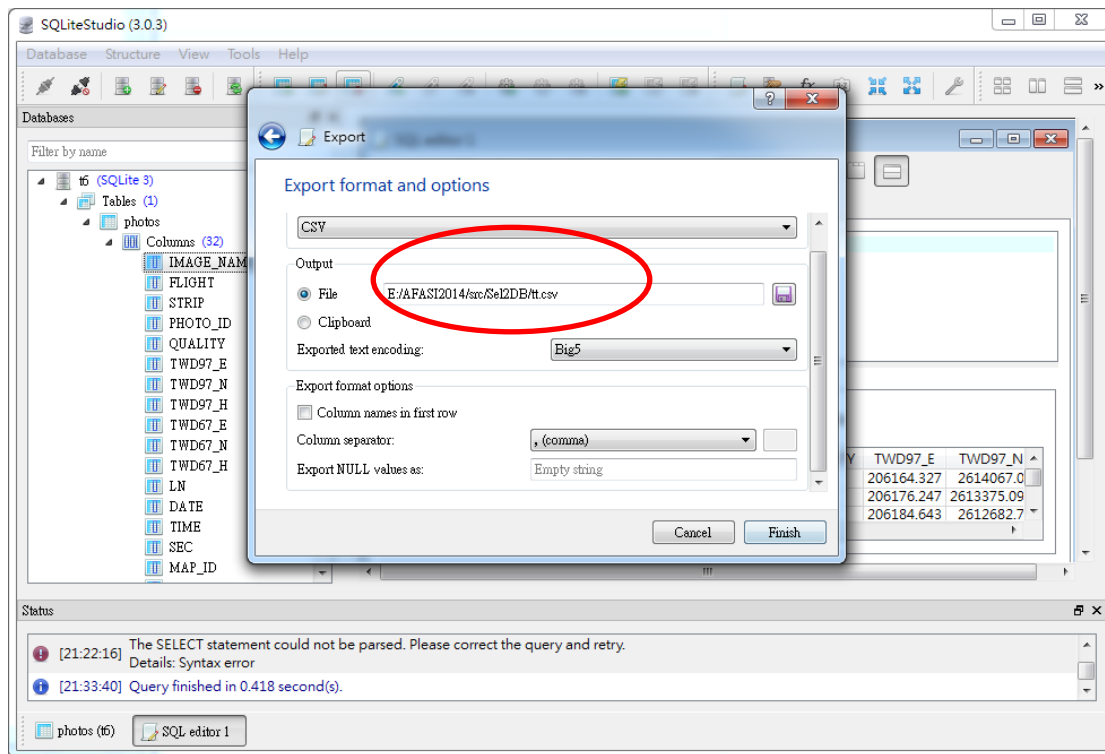 SQLiteStudio (3.0.3)
Database Structure View Tools Help
Databases
Filter by name
t6 (SQLite 3)
Tables (1)
photos
Columns (32)
IMAGE_NAM
FLIGHT
STRIP
PHOTO_ID
QUALITY
TWD97_E
TWD97_N
TWD97_H
TWD67_E
TWD67_N
TWD67_H
LN
DATE
TIME
SEC
MAP_ID
Export
Export format and options
CSV
Output
File E:/AFASI2014/src/Sel2DB/tt.csv
Clipboard
Exported text encoding: Big5
Export format options
Column names in first row
Column separator: , (comma)
Export NULL values as: Empty string
Cancel Finish
Y TWD97_E TWD97_N
206164.327 2614067.0
206176.247 2613375.09
206184.643 2612682.7
Status
[21:22:16] The SELECT statement could not be parsed. Please correct the query and retry.
Details: Syntax error
[21:33:40] Query finished in 0.418 second(s).
photos (t6) SQL editor 1